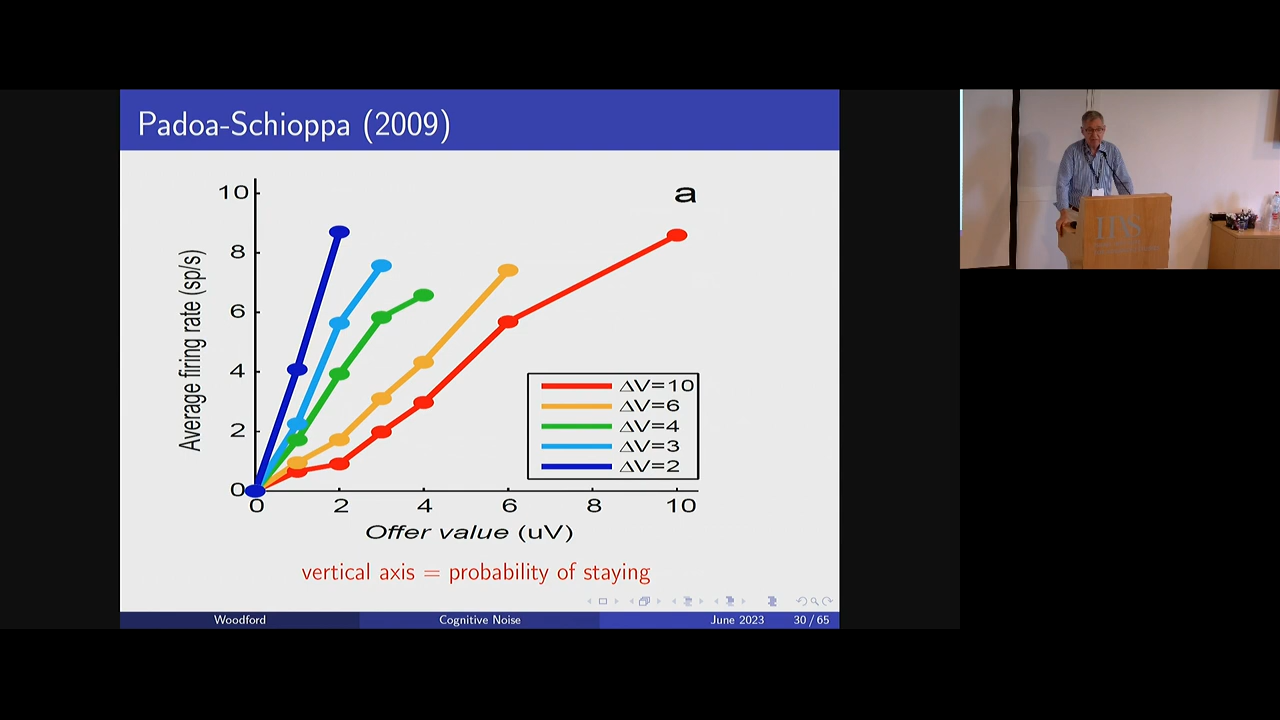 Padoa-Schioppa (2009)
a
Average firing rate (sp/s)
10
8
6
4
2
0
0 2 4 6 8 10
Offer value (uV)
ΔV=10
ΔV=6
ΔV=4
ΔV=3
ΔV=2
vertical axis = probability of staying
Woodford Cognitive Noise June 2023 30 / 65